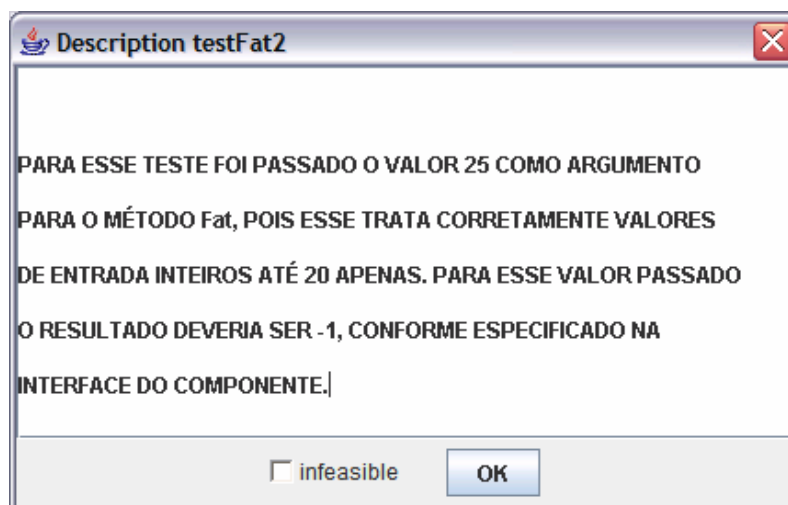 Description testFat2
PARA ESSE TESTE FOI PASSADO O VALOR 25 COMO ARGUMENTO
PARA O MÉTODO Fat, POIS ESSE TRATA CORRETAMENTE VALORES
DE ENTRADA INTEIROS ATÉ 20 APENAS. PARA ESSE VALOR PASSADO
O RESULTADO DEVERIA SER -1, CONFORME ESPECIFICADO NA
INTERFACE DO COMPONENTE.
infeasible OK